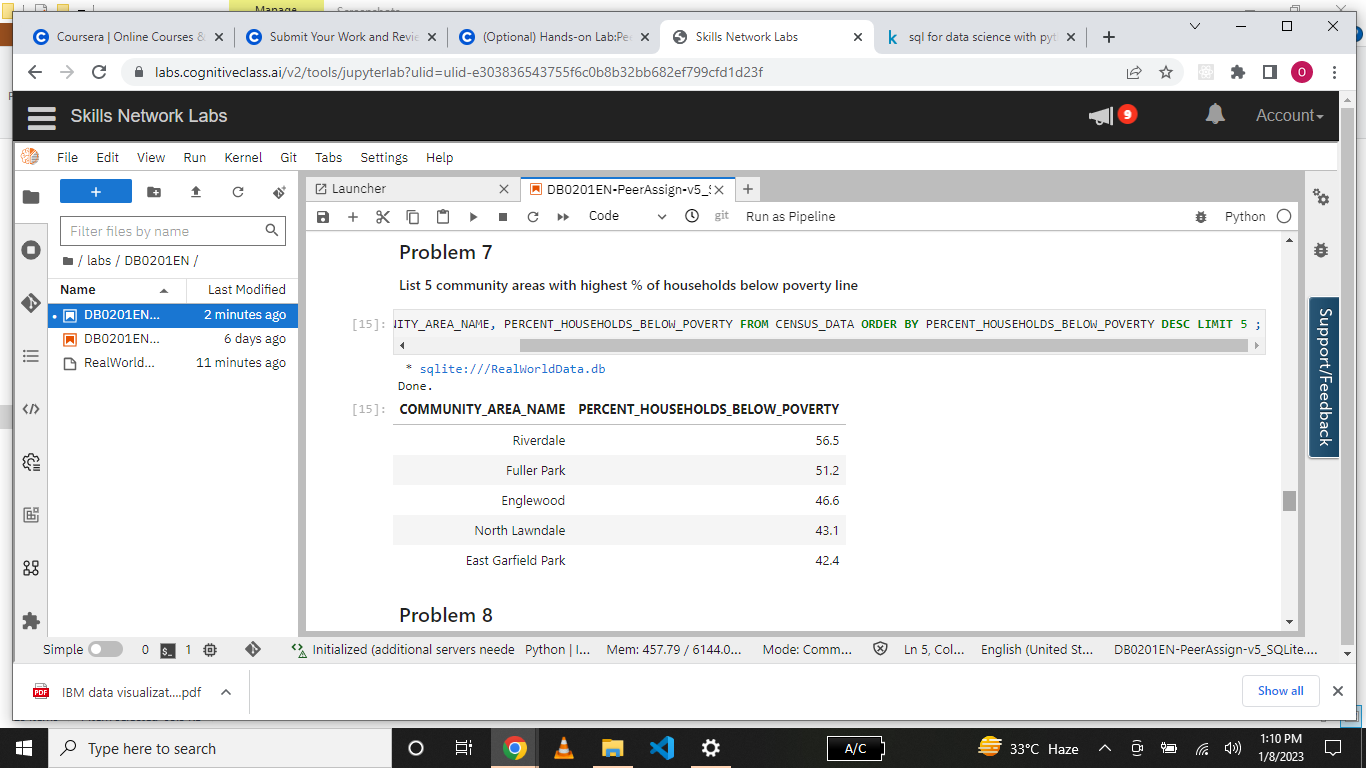 Manage
Screenshots
Coursera | Online Courses &
Submit Your Work and Revie
(Optional) Hands-on Lab:Pe
Skills Network Labs
sql for data science with pyt
labs.cognitiveclass.ai/v2/tools/jupyterlab?ulid=ulid-e303836543755f6c0b8b32bb682ef799cfd1d23f
O
Skills Network Labs
9
Account
File Edit View Run Kernel Git Tabs Settings Help
Launcher
DB0201EN-PeerAssign-v5_S
Code
git
Run as Pipeline
Python
Filter files by name
/ labs / DB0201EN /
Name
Last Modified
DB0201EN... 2 minutes ago
DB0201EN... 6 days ago
RealWorld... 11 minutes ago
Problem 7
List 5 community areas with highest % of households below poverty line
[15]: NITY_AREA_NAME, PERCENT_HOUSEHOLDS_BELOW_POVERTY FROM CENSUS_DATA ORDER BY PERCENT_HOUSEHOLDS_BELOW_POVERTY DESC LIMIT 5 ;
* sqlite:///RealWorldData.db
Done.
[15]: COMMUNITY_AREA_NAME PERCENT_HOUSEHOLDS_BELOW_POVERTY
Riverdale 56.5
Fuller Park 51.2
Englewood 46.6
North Lawndale 43.1
East Garfield Park 42.4
Problem 8
Support/Feedback
Simple 0 1 Initialized (additional servers neede Python | I... Mem: 457.79 / 6144.0... Mode: Comm... Ln 5, Col... English (United St... DB0201EN-PeerAssign-v5_SQLite....
PDF
IBM data visualizat....pdf
Show all
Type here to search
A/C
33°C Haze
1:10 PM
1/8/2023